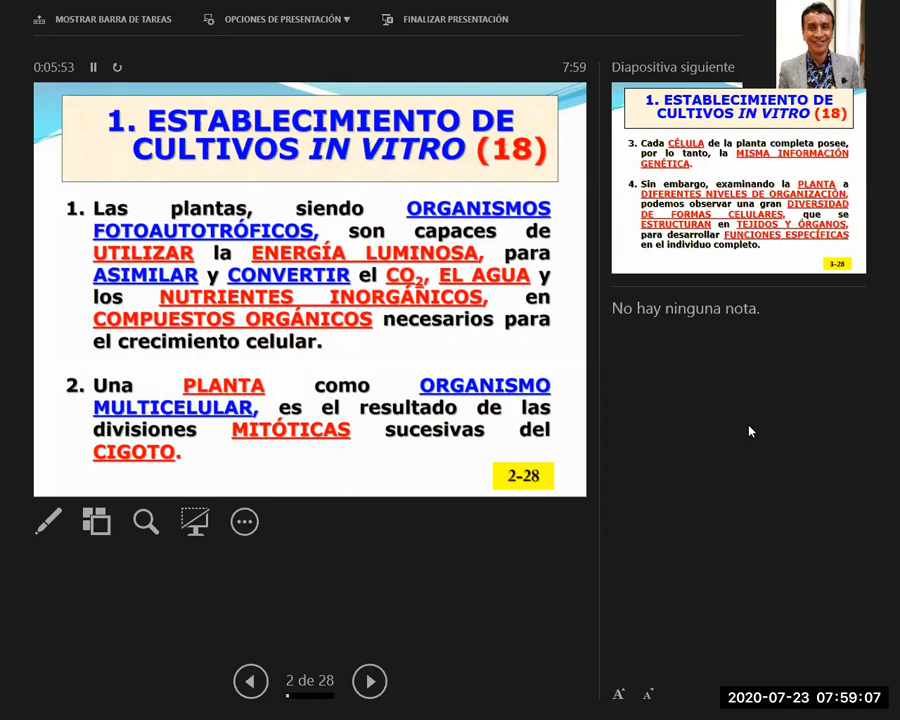 MOSTRAR BARRA DE TAREAS
OPCIONES DE PRESENTACIÓN ▼
FINALIZAR PRESENTACIÓN
0:05:53
7:59
1. ESTABLECIMIENTO DE
CULTIVOS IN VITRO (18)
1. Las plantas, siendo ORGANISMOS
FOTOAUTOTRÓFICOS, son capaces de
UTILIZAR la ENERGÍA LUMINOSA, para
ASIMILAR y CONVERTIR el CO₂, EL AGUA y
los NUTRIENTES INORGÁNICOS, en
COMPUESTOS ORGÁNICOS necesarios para
el crecimiento celular.
2. Una PLANTA como ORGANISMO
MULTICELULAR, es el resultado de las
divisiones MITÓTICAS sucesivas del
CIGOTO.
2-28
2 de 28
Diapositiva siguiente
1. ESTABLECIMIENTO DE
CULTIVOS IN VITRO (18)
3. Cada CÉLULA de la planta completa posee,
por lo tanto, la MISMA INFORMACIÓN
GENÉTICA.
4. Sin embargo, examinando la PLANTA a
DIFERENTES NIVELES DE ORGANIZACIÓN,
podemos observar una gran DIVERSIDAD
DE FORMAS CELULARES, que se
ESTRUCTURAN en TEJIDOS Y ÓRGANOS,
para desarrollar FUNCIONES ESPECÍFICAS
en el individuo completo.
3-28
No hay ninguna nota.
A A
2020-07-23 07:59:07